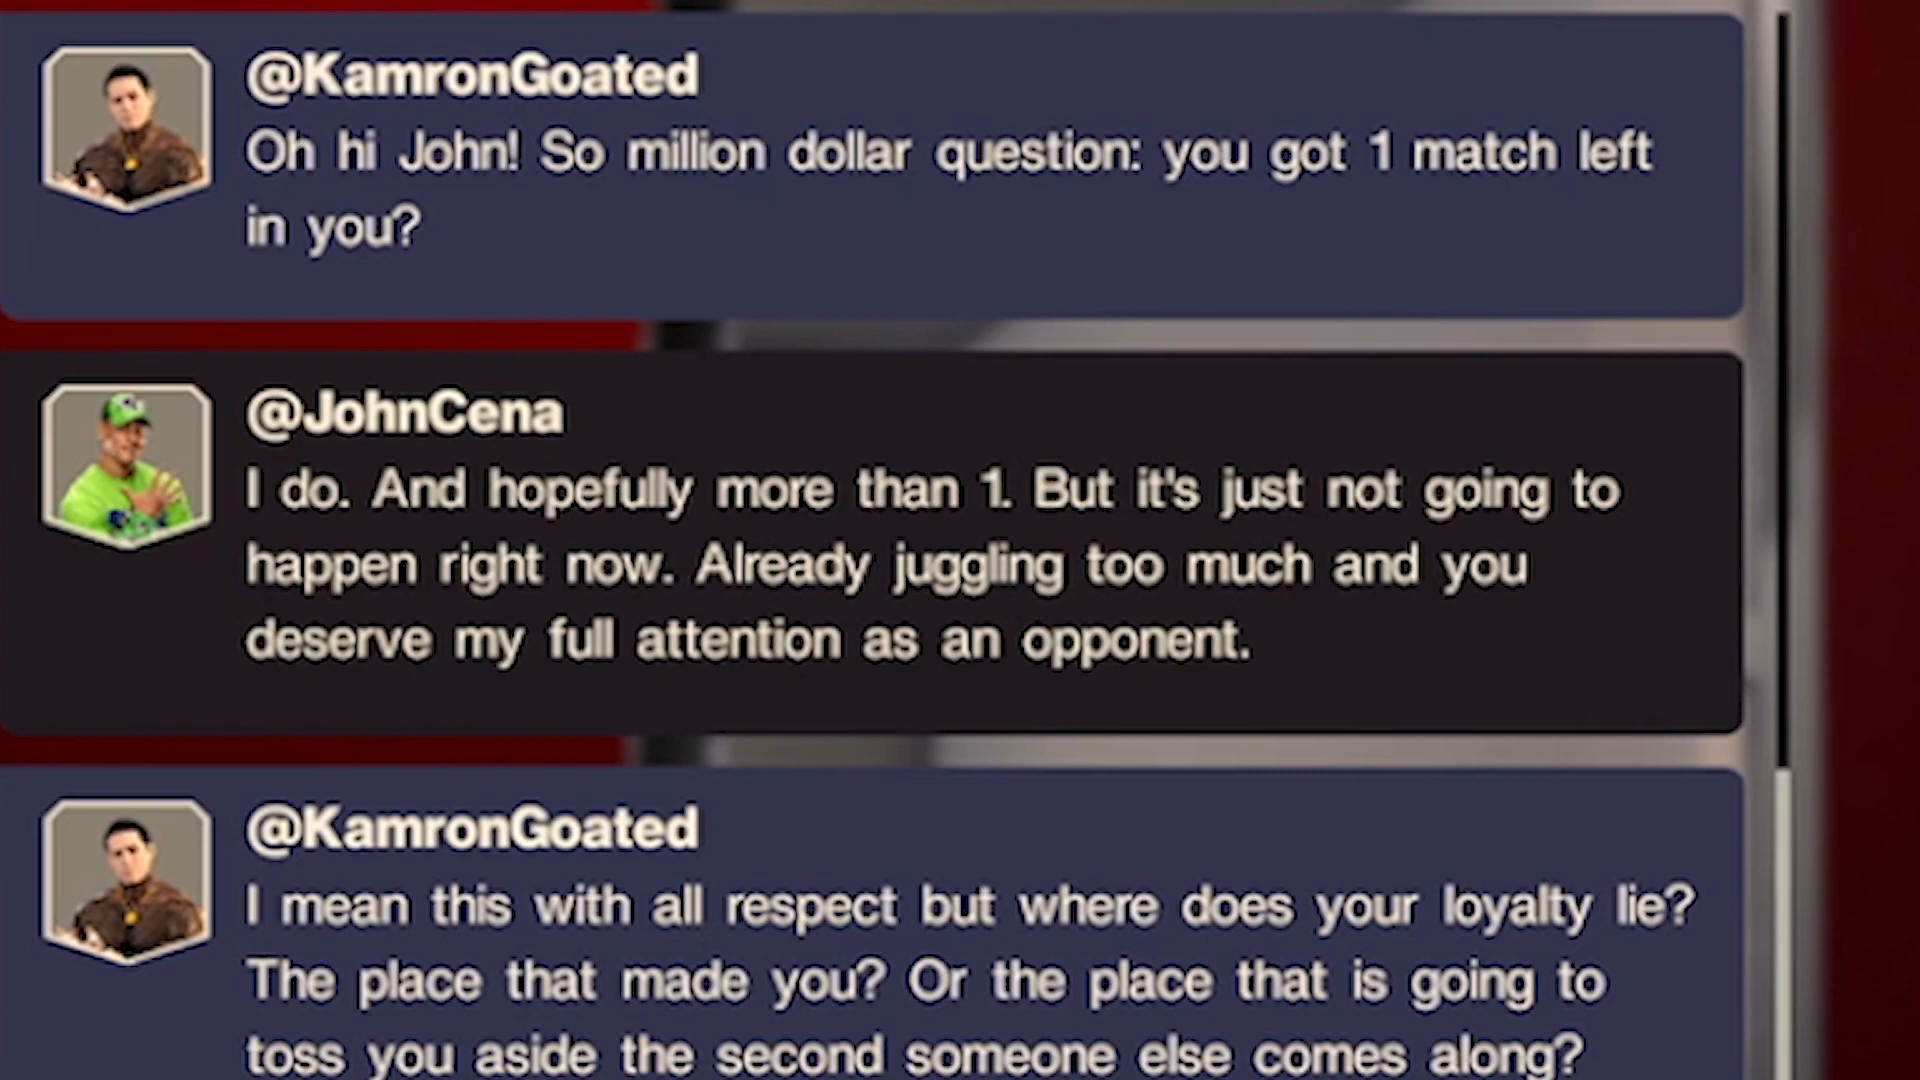 @KamronGoated
Oh hi John! So million dollar question: you got 1 match left
in you?
@JohnCena
I do. And hopefully more than 1. But it's just not going to
happen right now. Already juggling too much and you
deserve my full attention as an opponent.
@KamronGoated
I mean this with all respect but where does your loyalty lie?
The place that made you? Or the place that is going to
toss you aside the second someone else comes along?